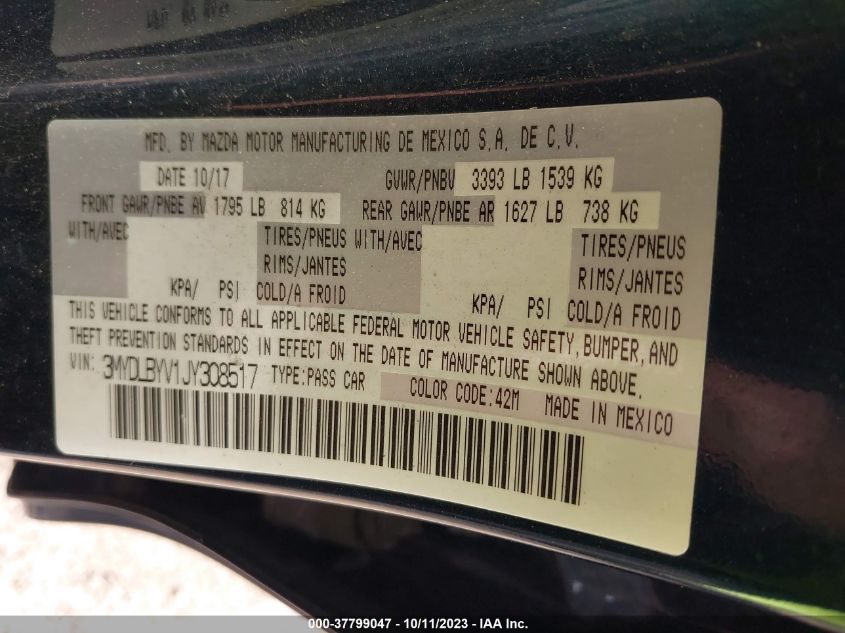 MFD. BY MAZDA MOTOR MANUFACTURING DE MEXICO S.A. DE C.V.
DATE 10/17 GVWR/PNBV 3393 LB 1539 KG
FRONT GAWR/PNBE AV 1795 LB 814 KG REAR GAWR/PNBE AR 1627 LB 738 KG
WITH/AVEC TIRES/PNEUS WITH/AVEC TIRES/PNEUS
RIMS/JANTES RIMS/JANTES
KPA/ PSI COLD/A FROID KPA/ PSI COLD/A FROID
THIS VEHICLE CONFORMS TO ALL APPLICABLE FEDERAL MOTOR VEHICLE SAFETY, BUMPER, AND
THEFT PREVENTION STANDARDS IN EFFECT ON THE DATE OF MANUFACTURE SHOWN ABOVE.
VIN: 3MYDLBYV1JY308517 TYPE:PASS CAR COLOR CODE:42M MADE IN MEXICO
000-37799047 - 10/11/2023 - IAA Inc.